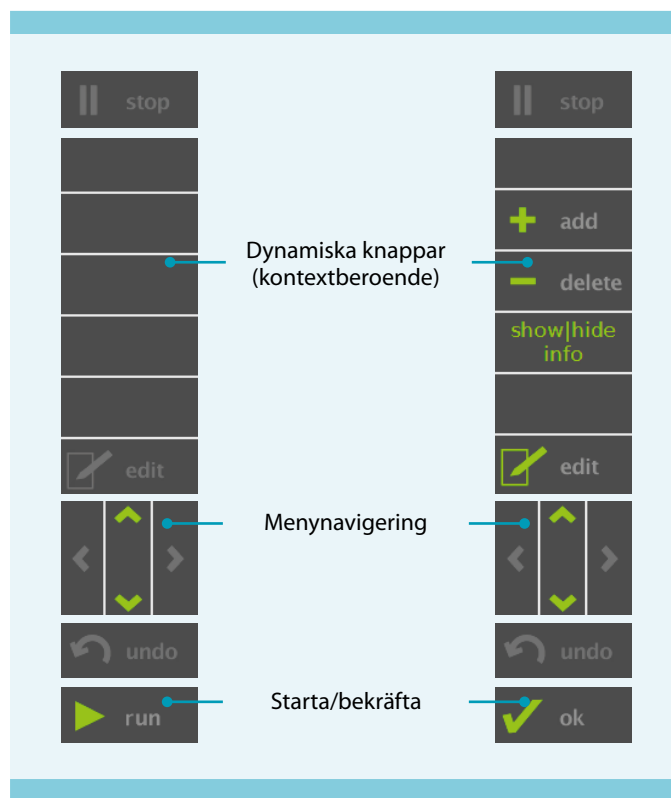 stop
stop
add
Dynamiska knappar
(kontextberoende)
delete
show|hide
info
edit
edit
Menynavigering
undo
undo
Starta/bekräfta
run
ok